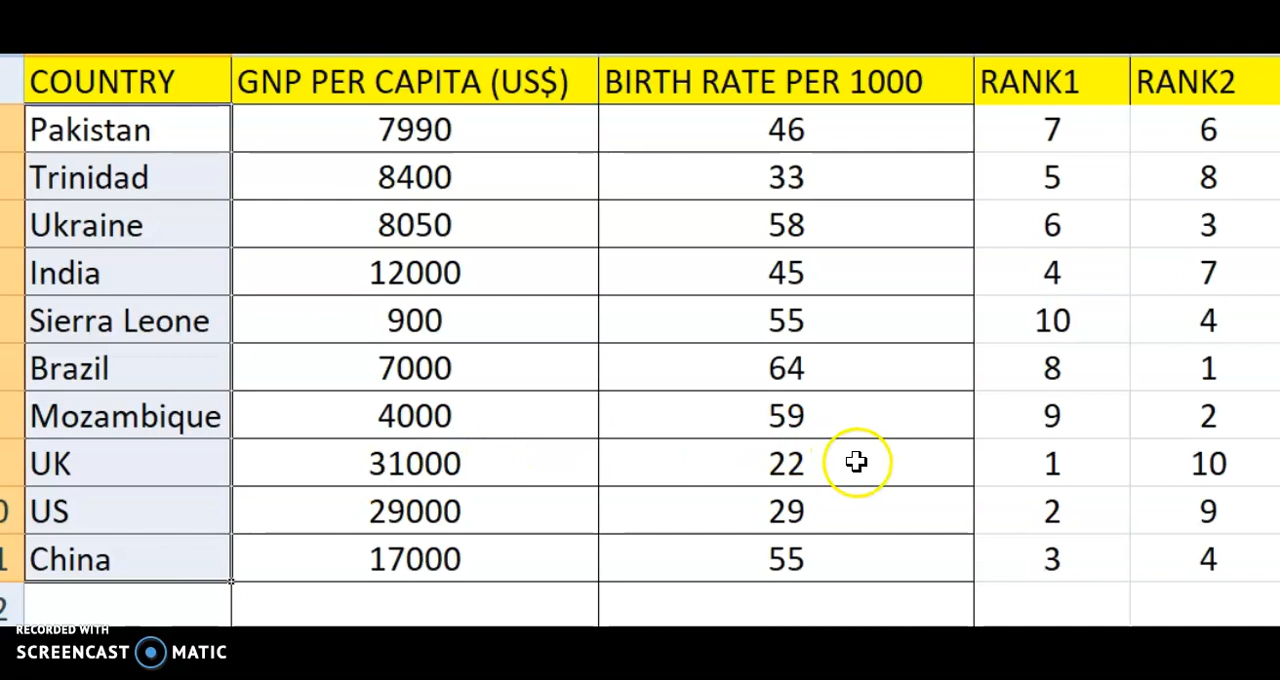 COUNTRY GNP PER CAPITA (US$) BIRTH RATE PER 1000 RANK1 RANK2
Pakistan 7990 46 7 6
Trinidad 8400 33 5 8
Ukraine 8050 58 6 3
India 12000 45 4 7
Sierra Leone 900 55 10 4
Brazil 7000 64 8 1
Mozambique 4000 59 9 2
UK 31000 22 1 10
0 US 29000 29 2 9
1 China 17000 55 3 4
2
RECORDED WITH
SCREENCAST MATIC